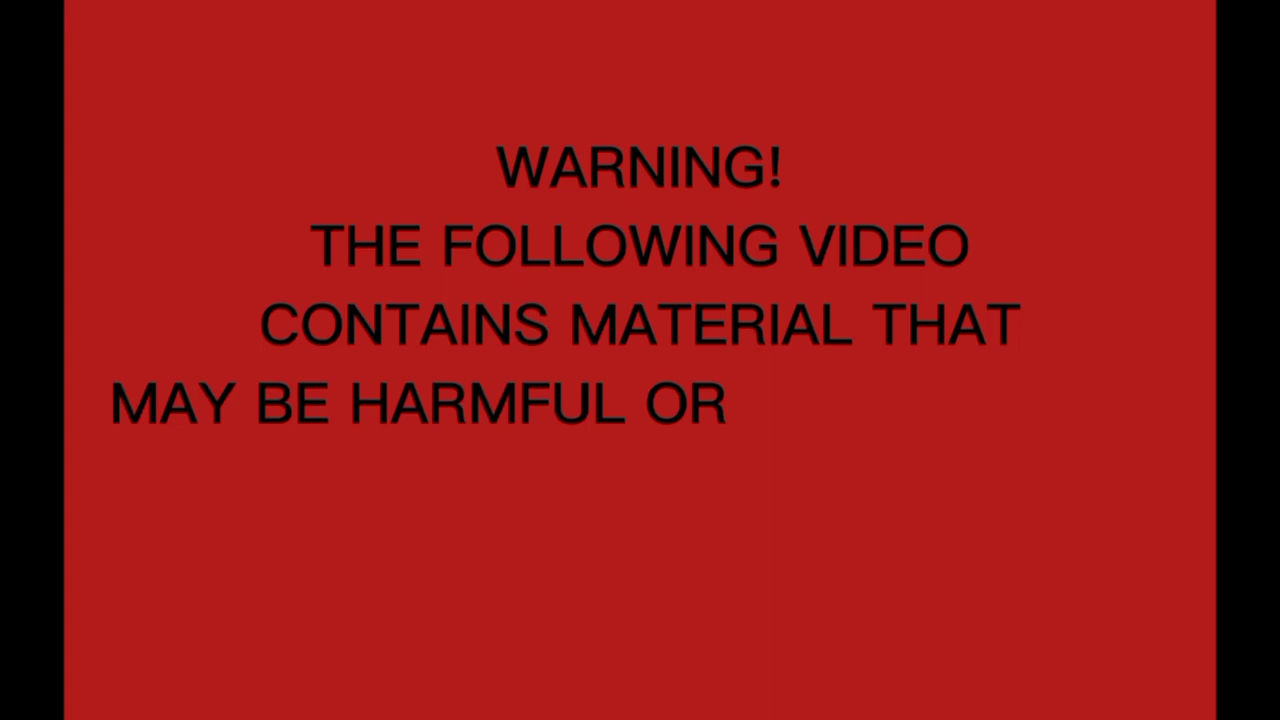 WARNING!
THE FOLLOWING VIDEO
CONTAINS MATERIAL THAT
MAY BE HARMFUL OR